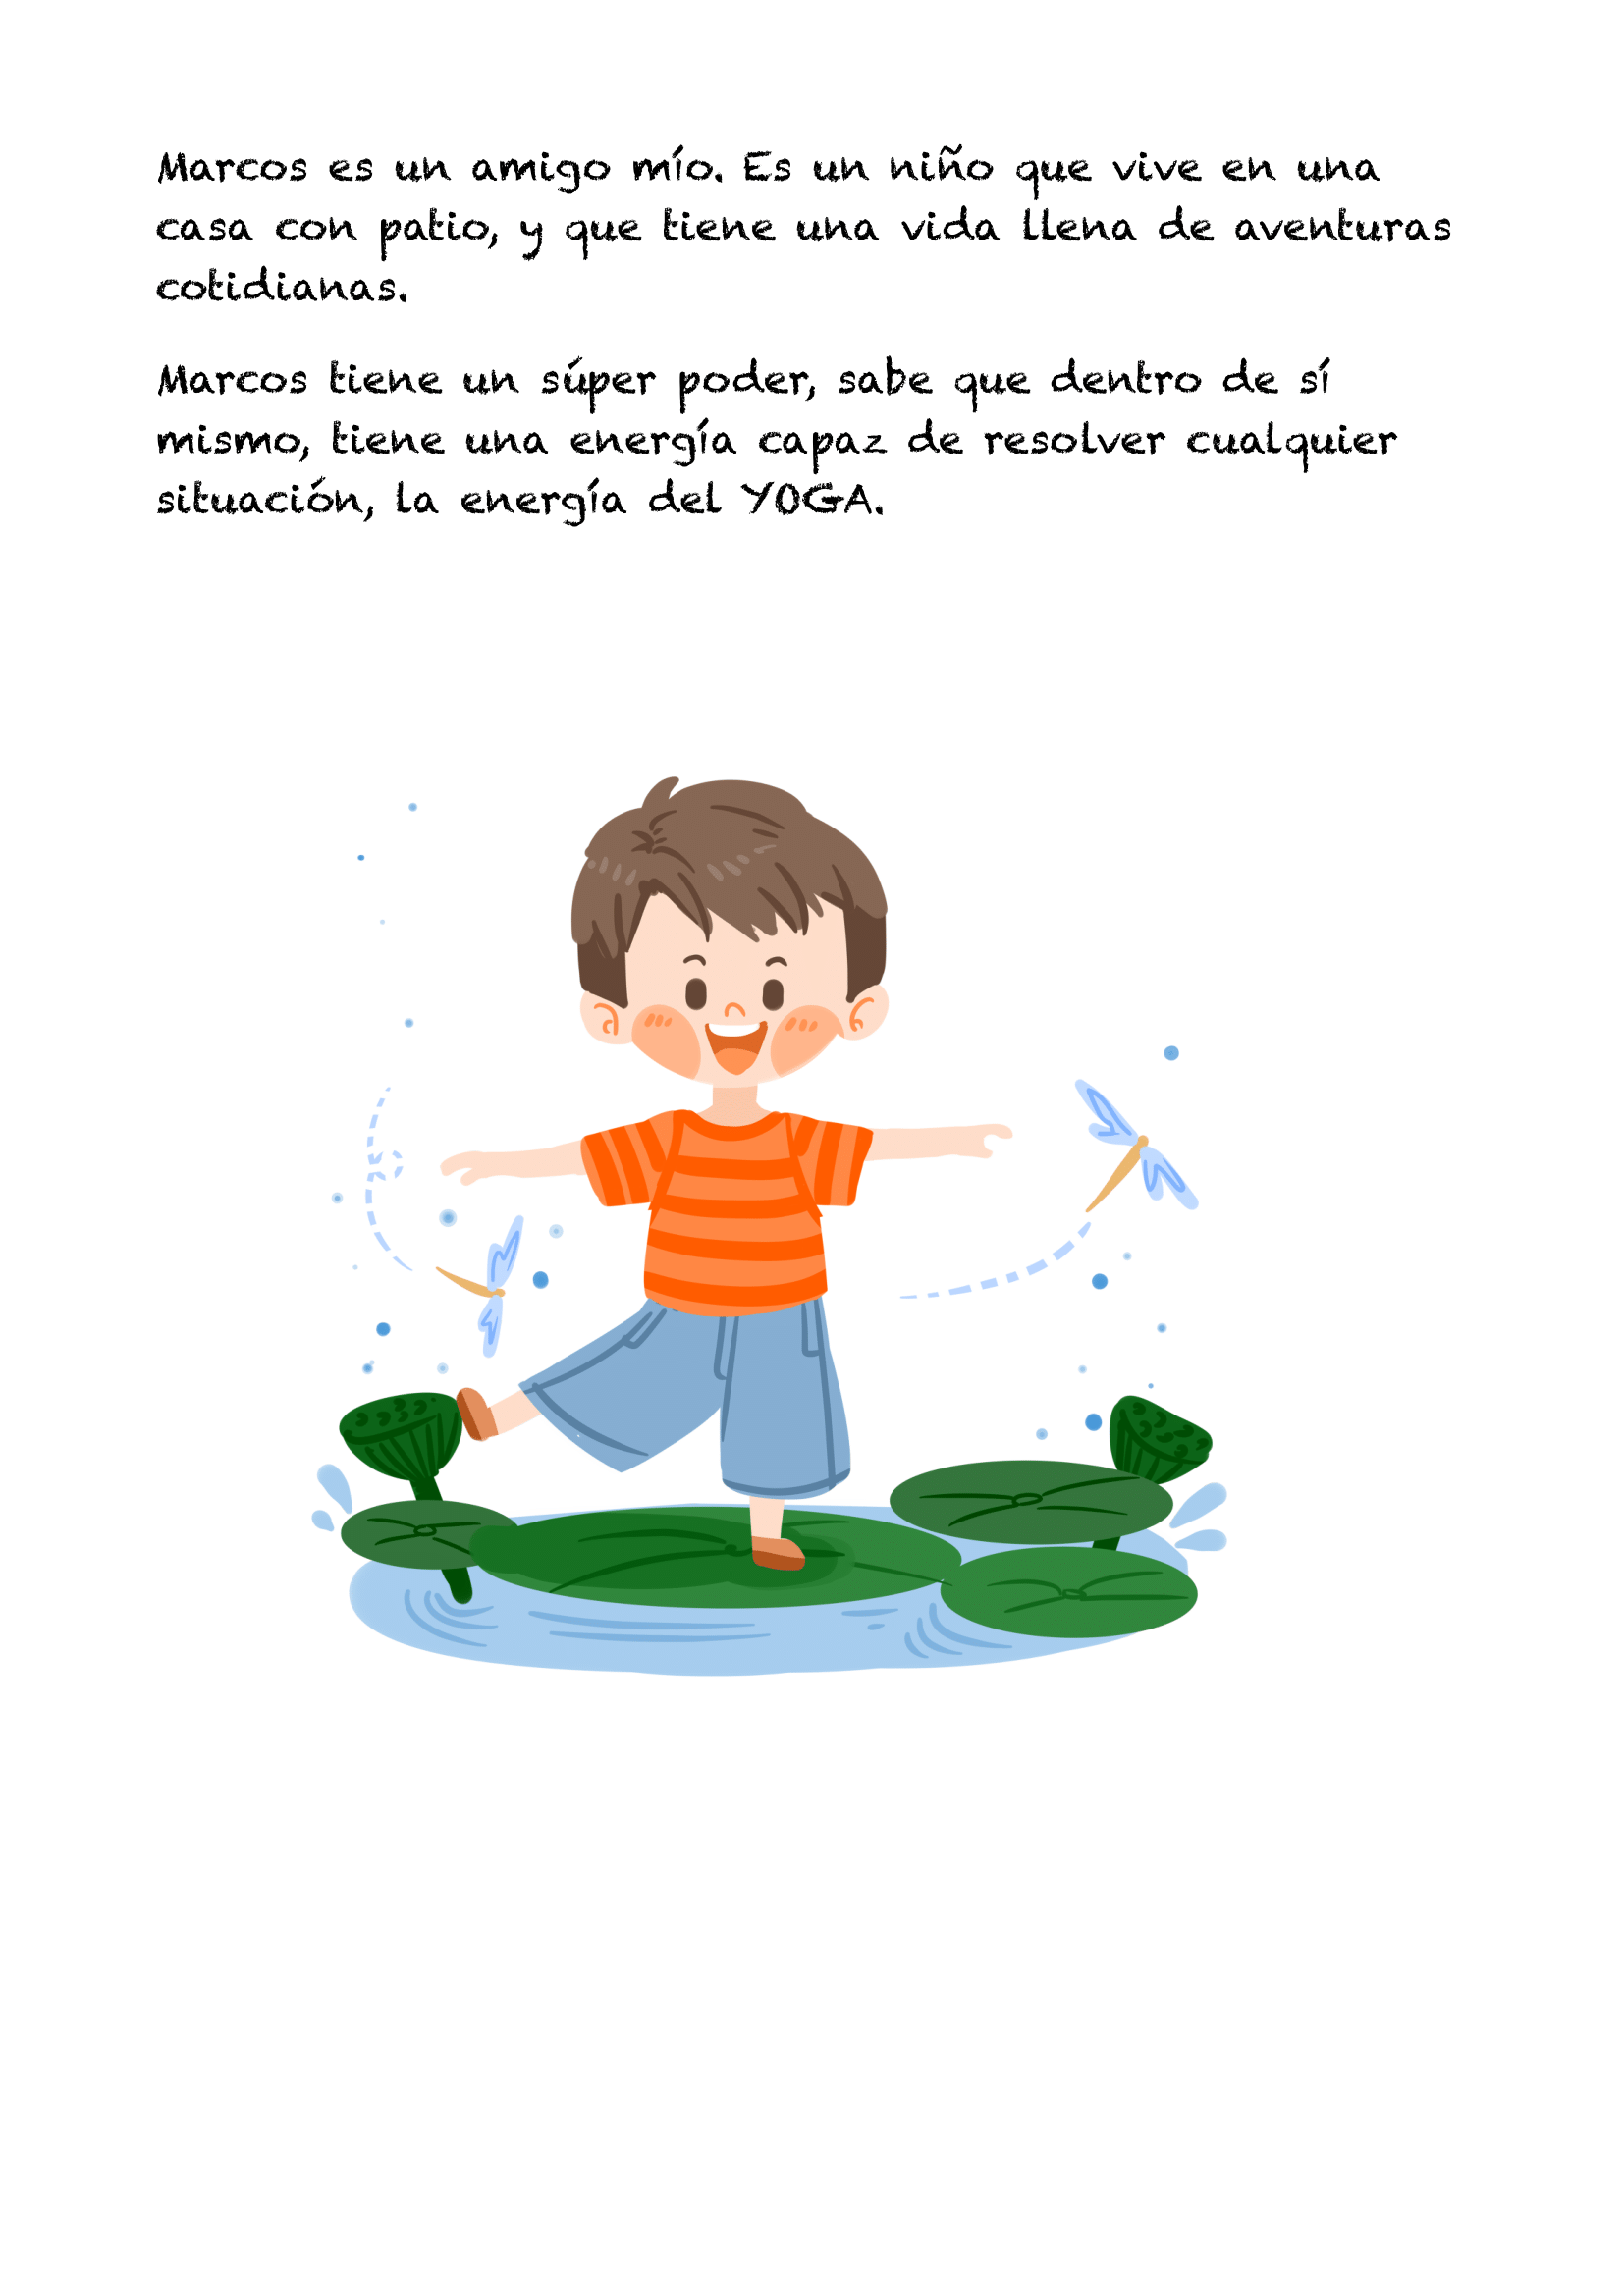 Marcos es un amigo mío. Es un niño que vive en una
casa con patio, y que tiene una vida llena de aventuras
cotidianas.
Marcos tiene un súper poder, sabe que dentro de sí
mismo, tiene una energía capaz de resolver cualquier
situación, la energía del YOGA.